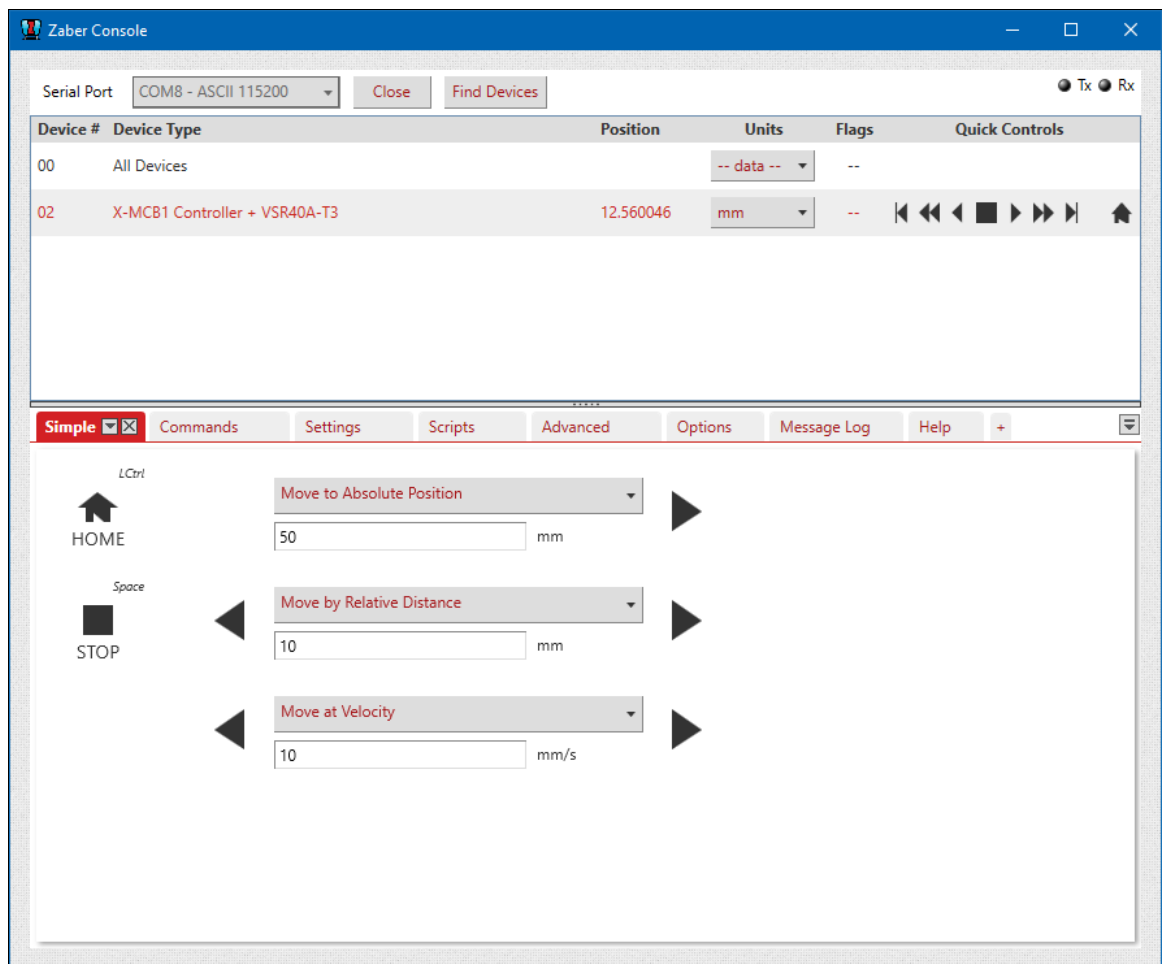 Zaber Console
Serial Port COM8 - ASCII 115200 Close Find Devices Tx Rx
Device # Device Type Position Units Flags Quick Controls
00 All Devices -- data -- --
02 X-MCB1 Controller + VSR40A-T3 12.560046 mm --
Simple Commands Settings Scripts Advanced Options Message Log Help +
LCtrl
HOME
Move to Absolute Position
50 mm
Space
STOP
Move by Relative Distance
10 mm
Move at Velocity
10 mm/s